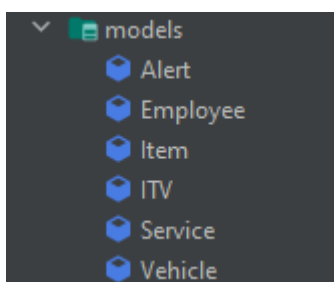 models
Alert
Employee
Item
ITV
Service
Vehicle